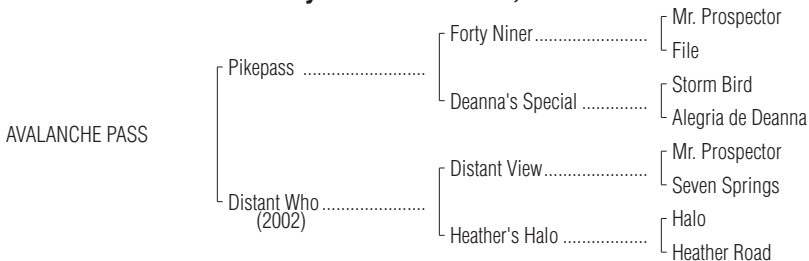 Mr. Prospector
Forty Niner
File
Pikepass
Storm Bird
Deanna's Special
Alegria de Deanna
AVALANCHE PASS
Mr. Prospector
Distant View
Seven Springs
Distant Who
(2002)
Halo
Heather's Halo
Heather Road